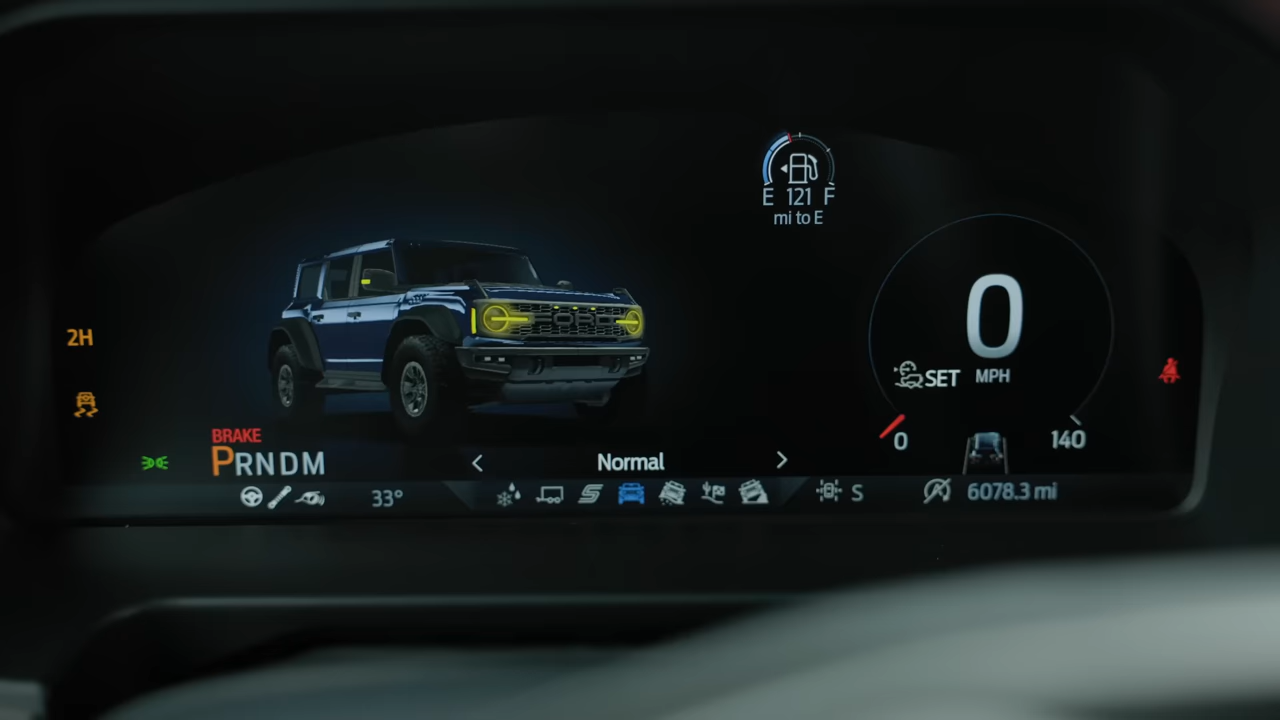 E 121 F
mi to E
2H
0
MPH
SET
0
140
BRAKE
PRNDM
Normal
33°
S
6078.3 mi